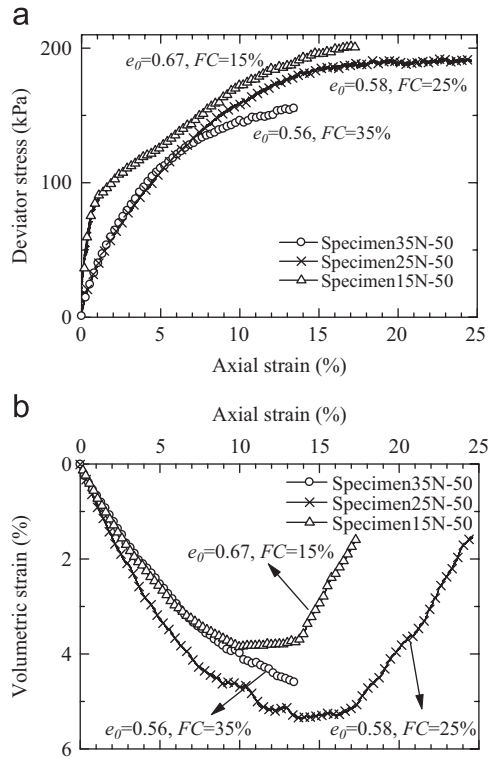 a
200
100
0
Deviator stress (kPa)
e0=0.67, FC=15%
e0=0.58, FC=25%
e0=0.56, FC=35%
Specimen35N-50
Specimen25N-50
Specimen15N-50
0 5 10 15 20 25
Axial strain (%)
b
Axial strain (%)
0 5 10 15 20 25
0
2
4
6
Volumetric strain (%)
Specimen35N-50
Specimen25N-50
Specimen15N-50
e0=0.67, FC=15%
e0=0.56, FC=35%
e0=0.58, FC=25%